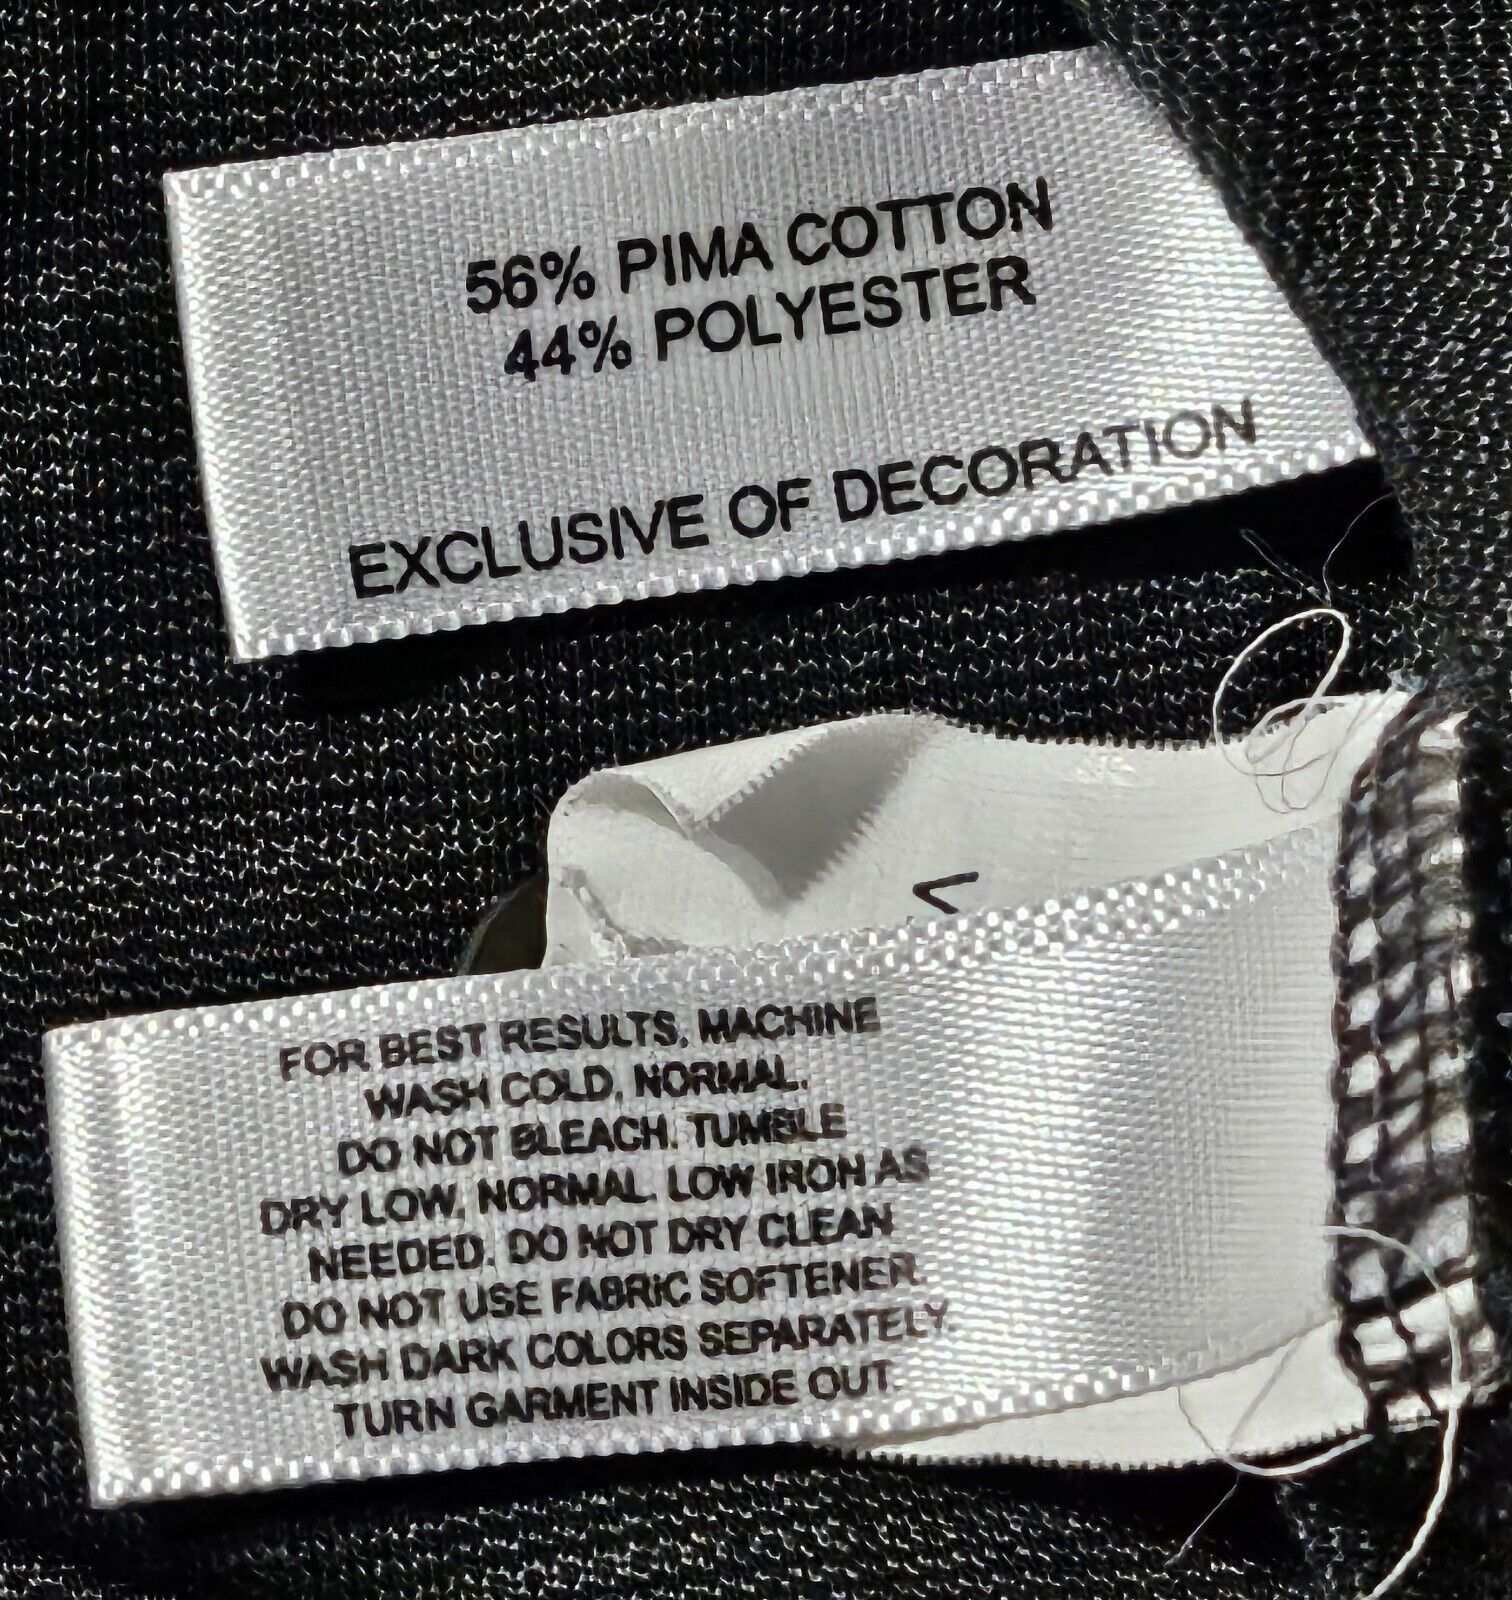 56% PIMA COTTON
44% POLYESTER
EXCLUSIVE OF DECORATION
FOR BEST RESULTS, MACHINE
WASH COLD, NORMAL.
DO NOT BLEACH. TUMBLE
DRY LOW, NORMAL. LOW IRON AS
NEEDED. DO NOT DRY CLEAN
DO NOT USE FABRIC SOFTENER.
WASH DARK COLORS SEPARATELY.
TURN GARMENT INSIDE OUT.